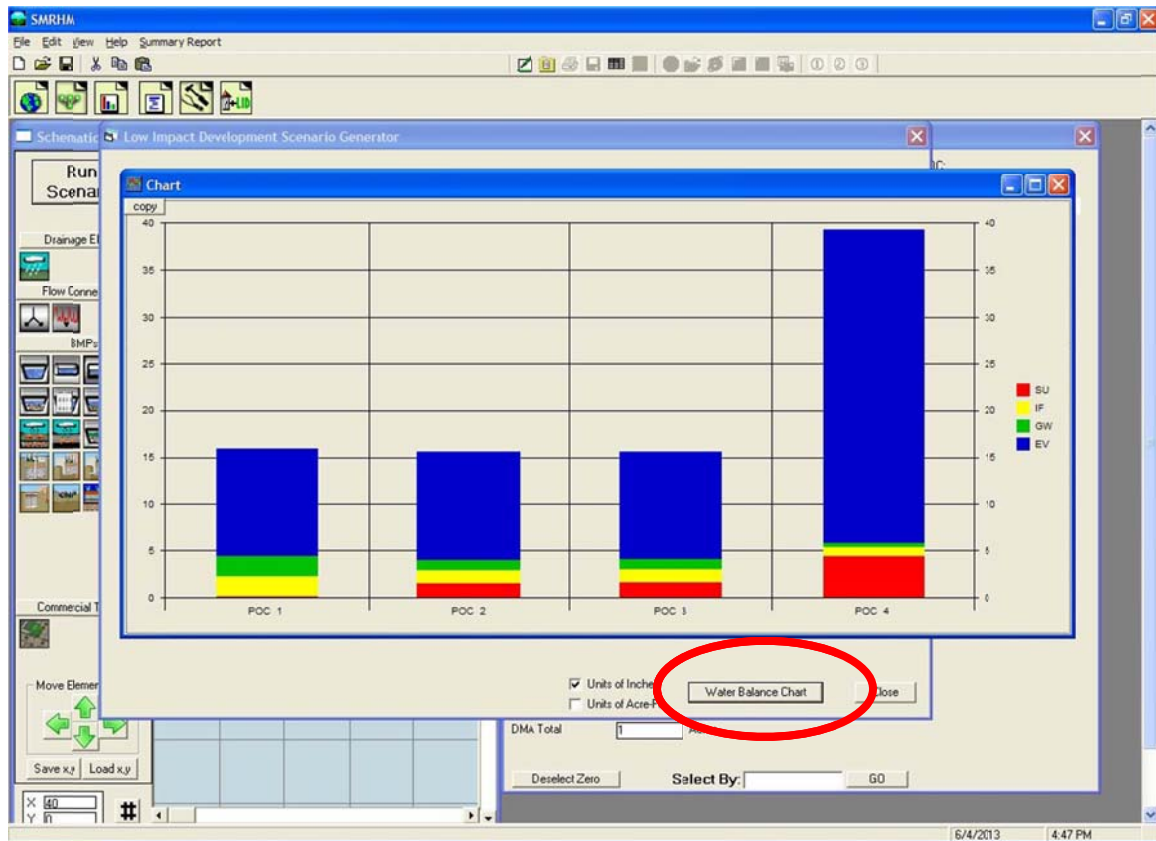 SMRHM
File Edit View Help Summary Report
Schematic
Low Impact Development Scenario Generator
Run
Scenar
Chart
copy
40
35
30
25
20
15
10
5
0
POC 1
POC 2
POC 3
POC 4
40
35
30
25
20
15
10
5
0
SU
IF
GW
EV
Drainage El
Flow Conne
BMPs
Commercial T
Move Elemen
Save x,y Load x,y
X 40
Y 0
#
Units of Inche
Units of Acre-F
Water Balance Chart
Close
DMA Total 1
Deselect Zero
Select By:
GO
6/4/2013 4:47 PM